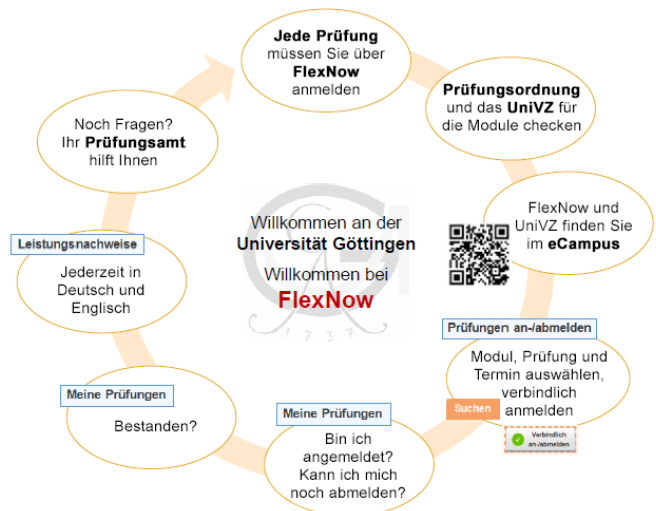 Jede Prüfung
müssen Sie über
FlexNow
anmelden
Prüfungsordnung
und das UniVZ für
die Module checken
FlexNow und
UniVZ finden Sie
im eCampus
Prüfungen an-/abmelden
Modul, Prüfung und
Termin auswählen,
verbindlich
anmelden
Suchen
Verbindlich
an-/abmelden
Meine Prüfungen
Bin ich
angemeldet?
Kann ich mich
noch abmelden?
Meine Prüfungen
Bestanden?
Leistungsnachweise
Jederzeit in
Deutsch und
Englisch
Noch Fragen?
Ihr Prüfungsamt
hilft Ihnen
Willkommen an der
Universität Göttingen
Willkommen bei
FlexNow
1737